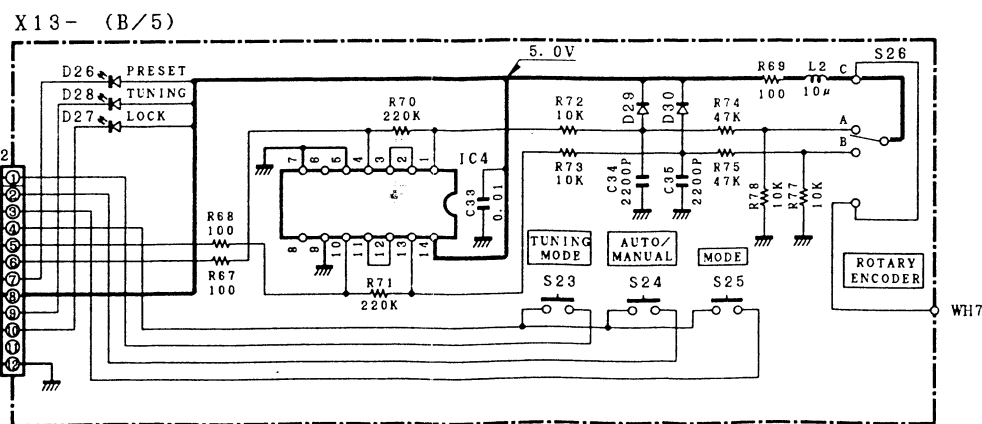 X13- (B/5)
5.0V
S26
D26 PRESET
D28 TUNING
D27 LOCK
R69
100
L2
10μ
C
R70
220K
R72
10K
D29
D30
R74
47K
A
B
2
7 6 5 4 3 2 1
IC4
R73
10K
C34
2200P
C35
2200P
R75
47K
R78
10K
R77
10K
C33
0.01
R68
100
8 9 10 11 12 13 14
R67
100
R71
220K
TUNING
MODE
AUTO/
MANUAL
MODE
S23
S24
S25
ROTARY
ENCODER
WH7
1
2
3
4
5
6
7
8
9
10
11
12